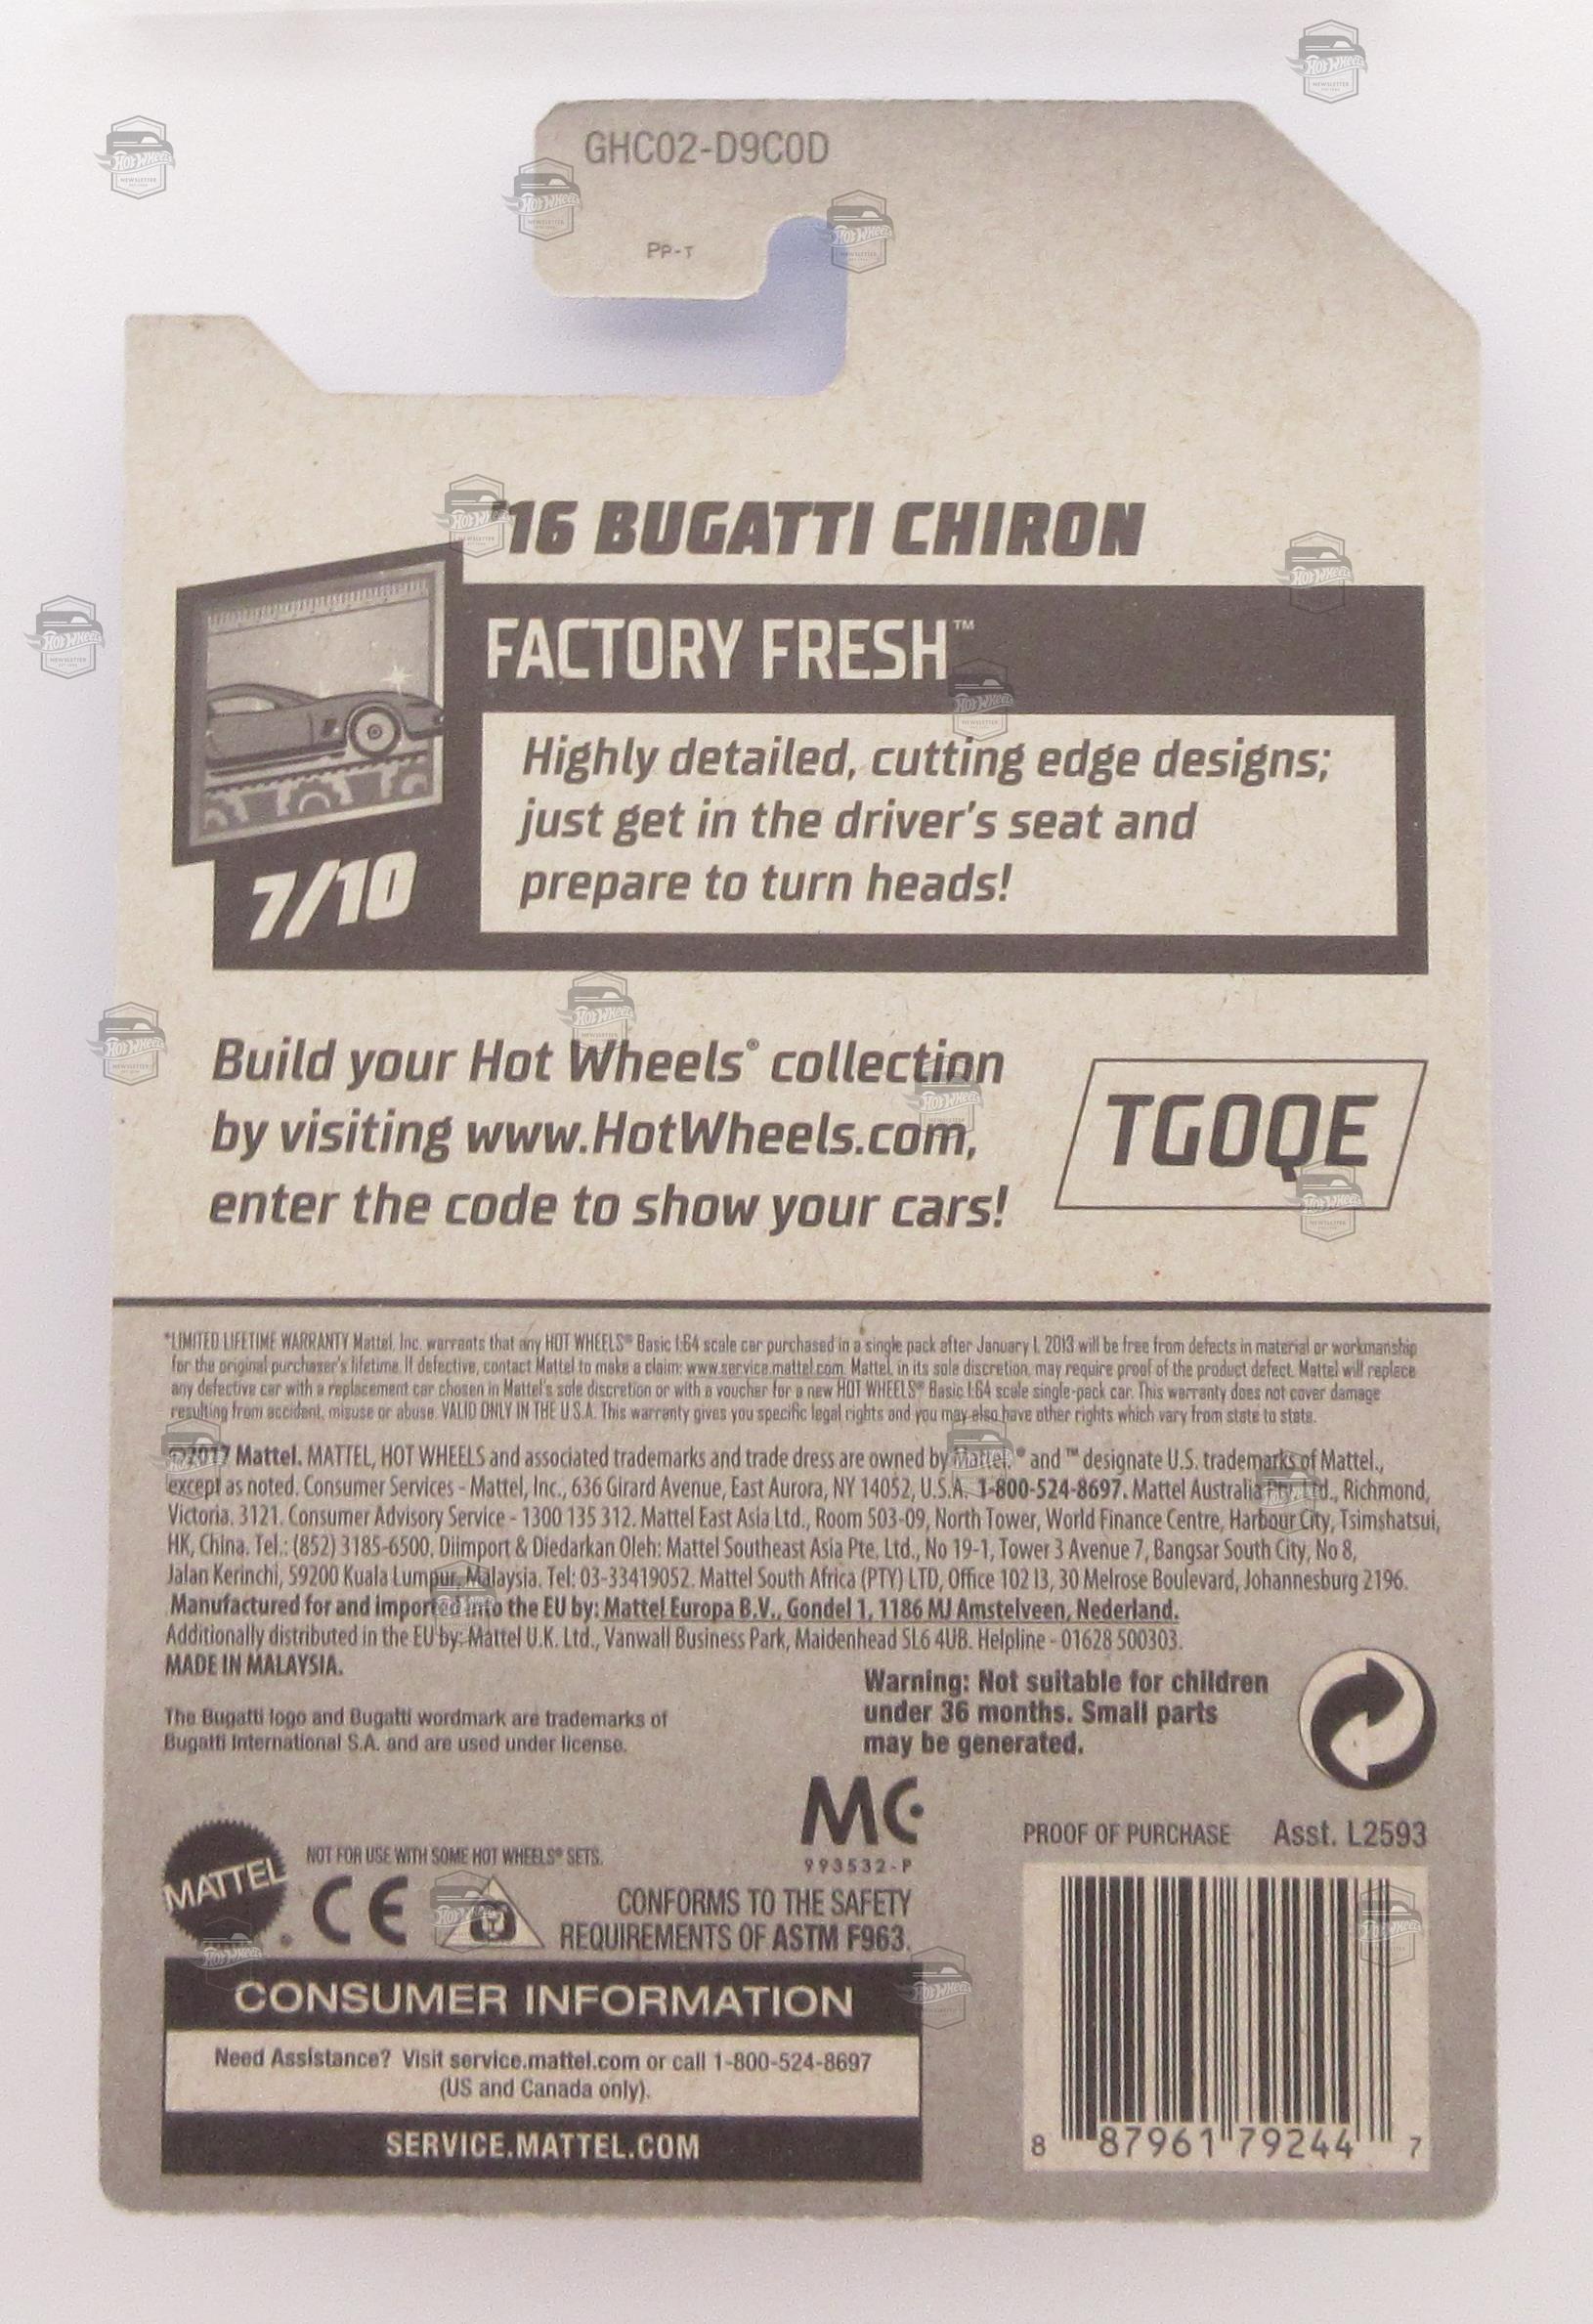 GHC02-D9C0D
PP-T
'16 BUGATTI CHIRON
FACTORY FRESH™
Highly detailed, cutting edge designs;
just get in the driver's seat and
prepare to turn heads!
7/10
Build your Hot Wheels® collection
by visiting www.HotWheels.com,
enter the code to show your cars!
TGOQE
*LIMITED LIFETIME WARRANTY Mattel, Inc. warrants that any HOT WHEELS® Basic 1:64 scale car purchased in a single pack after January 1, 2013 will be free from defects in material or workmanship
for the original purchaser's lifetime. If defective, contact Mattel to make a claim: www.service.mattel.com. Mattel, in its sole discretion, may require proof of the product defect. Mattel will replace
any defective car with a replacement car chosen in Mattel's sole discretion or with a voucher for a new HOT WHEELS® Basic 1:64 scale single-pack car. This warranty does not cover damage
resulting from accident, misuse or abuse. VALID ONLY IN THE U.S.A. This warranty gives you specific legal rights and you may also have other rights which vary from state to state.
©2017 Mattel. MATTEL, HOT WHEELS and associated trademarks and trade dress are owned by Mattel. ® and ™ designate U.S. trademarks of Mattel.,
except as noted. Consumer Services - Mattel, Inc., 636 Girard Avenue, East Aurora, NY 14052, U.S.A. 1-800-524-8697. Mattel Australia Pty. Ltd., Richmond,
Victoria. 3121. Consumer Advisory Service - 1300 135 312. Mattel East Asia Ltd., Room 503-09, North Tower, World Finance Centre, Harbour City, Tsimshatsui,
HK, China. Tel.: (852) 3185-6500. Diimport & Diedarkan Oleh: Mattel Southeast Asia Pte. Ltd., No 19-1, Tower 3 Avenue 7, Bangsar South City, No 8,
Jalan Kerinchi, 59200 Kuala Lumpur, Malaysia. Tel: 03-33419052. Mattel South Africa (PTY) LTD, Office 102 I3, 30 Melrose Boulevard, Johannesburg 2196.
Manufactured for and imported into the EU by: Mattel Europa B.V., Gondel 1, 1186 MJ Amstelveen, Nederland.
Additionally distributed in the EU by: Mattel U.K. Ltd., Vanwall Business Park, Maidenhead SL6 4UB. Helpline - 01628 500303.
MADE IN MALAYSIA.
Warning: Not suitable for children
under 36 months. Small parts
may be generated.
The Bugatti logo and Bugatti wordmark are trademarks of
Bugatti International S.A. and are used under license.
MC
993532-P
PROOF OF PURCHASE Asst. L2593
MATTEL
NOT FOR USE WITH SOME HOT WHEELS® SETS.
CE
CONFORMS TO THE SAFETY
REQUIREMENTS OF ASTM F963.
CONSUMER INFORMATION
Need Assistance? Visit service.mattel.com or call 1-800-524-8697
(US and Canada only).
SERVICE.MATTEL.COM
8 87961 79244 7
Hot Wheels
NEWSLETTER